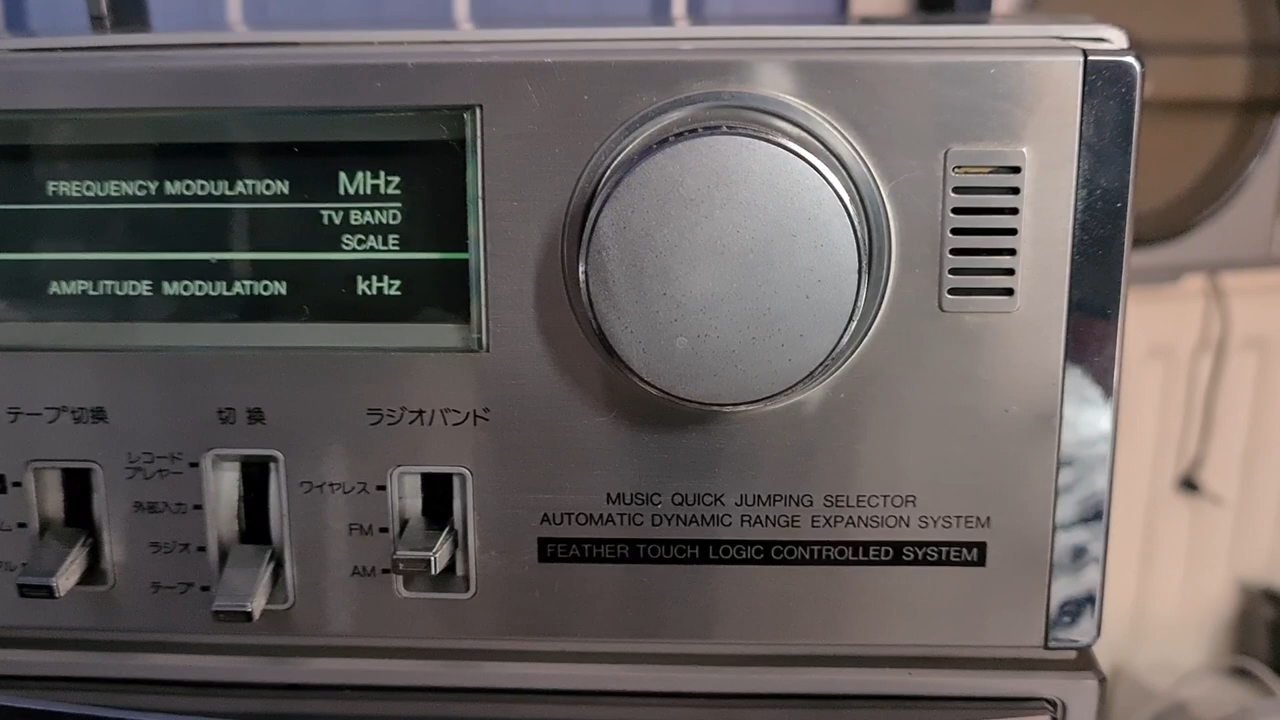 FREQUENCY MODULATION MHz
TV BAND
SCALE
AMPLITUDE MODULATION kHz
テープ切換
切換
ラジオバンド
レコード
プレヤー
外部入力
ラジオ
テープ
ワイヤレス
FM
AM
MUSIC QUICK JUMPING SELECTOR
AUTOMATIC DYNAMIC RANGE EXPANSION SYSTEM
FEATHER TOUCH LOGIC CONTROLLED SYSTEM